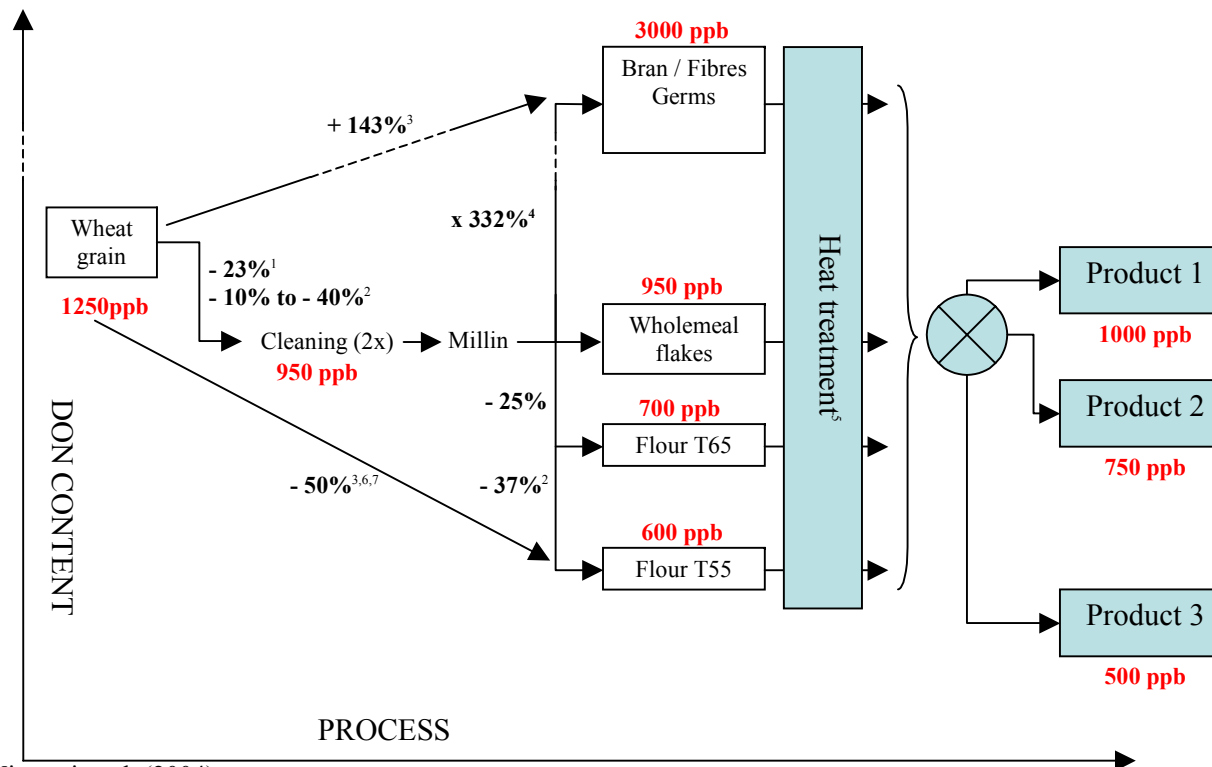 3000 ppb
Bran / Fibres
Germs
+ 143%³
x 332%⁴
Wheat
grain
1250ppb
- 23%¹
- 10% to - 40%²
Cleaning (2x)
950 ppb
Millin
950 ppb
Wholemeal
flakes
- 25%
700 ppb
Flour T65
- 50%³,⁶,⁷
- 37%²
600 ppb
Flour T55
Heat treatment⁵
Product 1
1000 ppb
Product 2
750 ppb
Product 3
500 ppb
DON CONTENT
PROCESS
(2004)